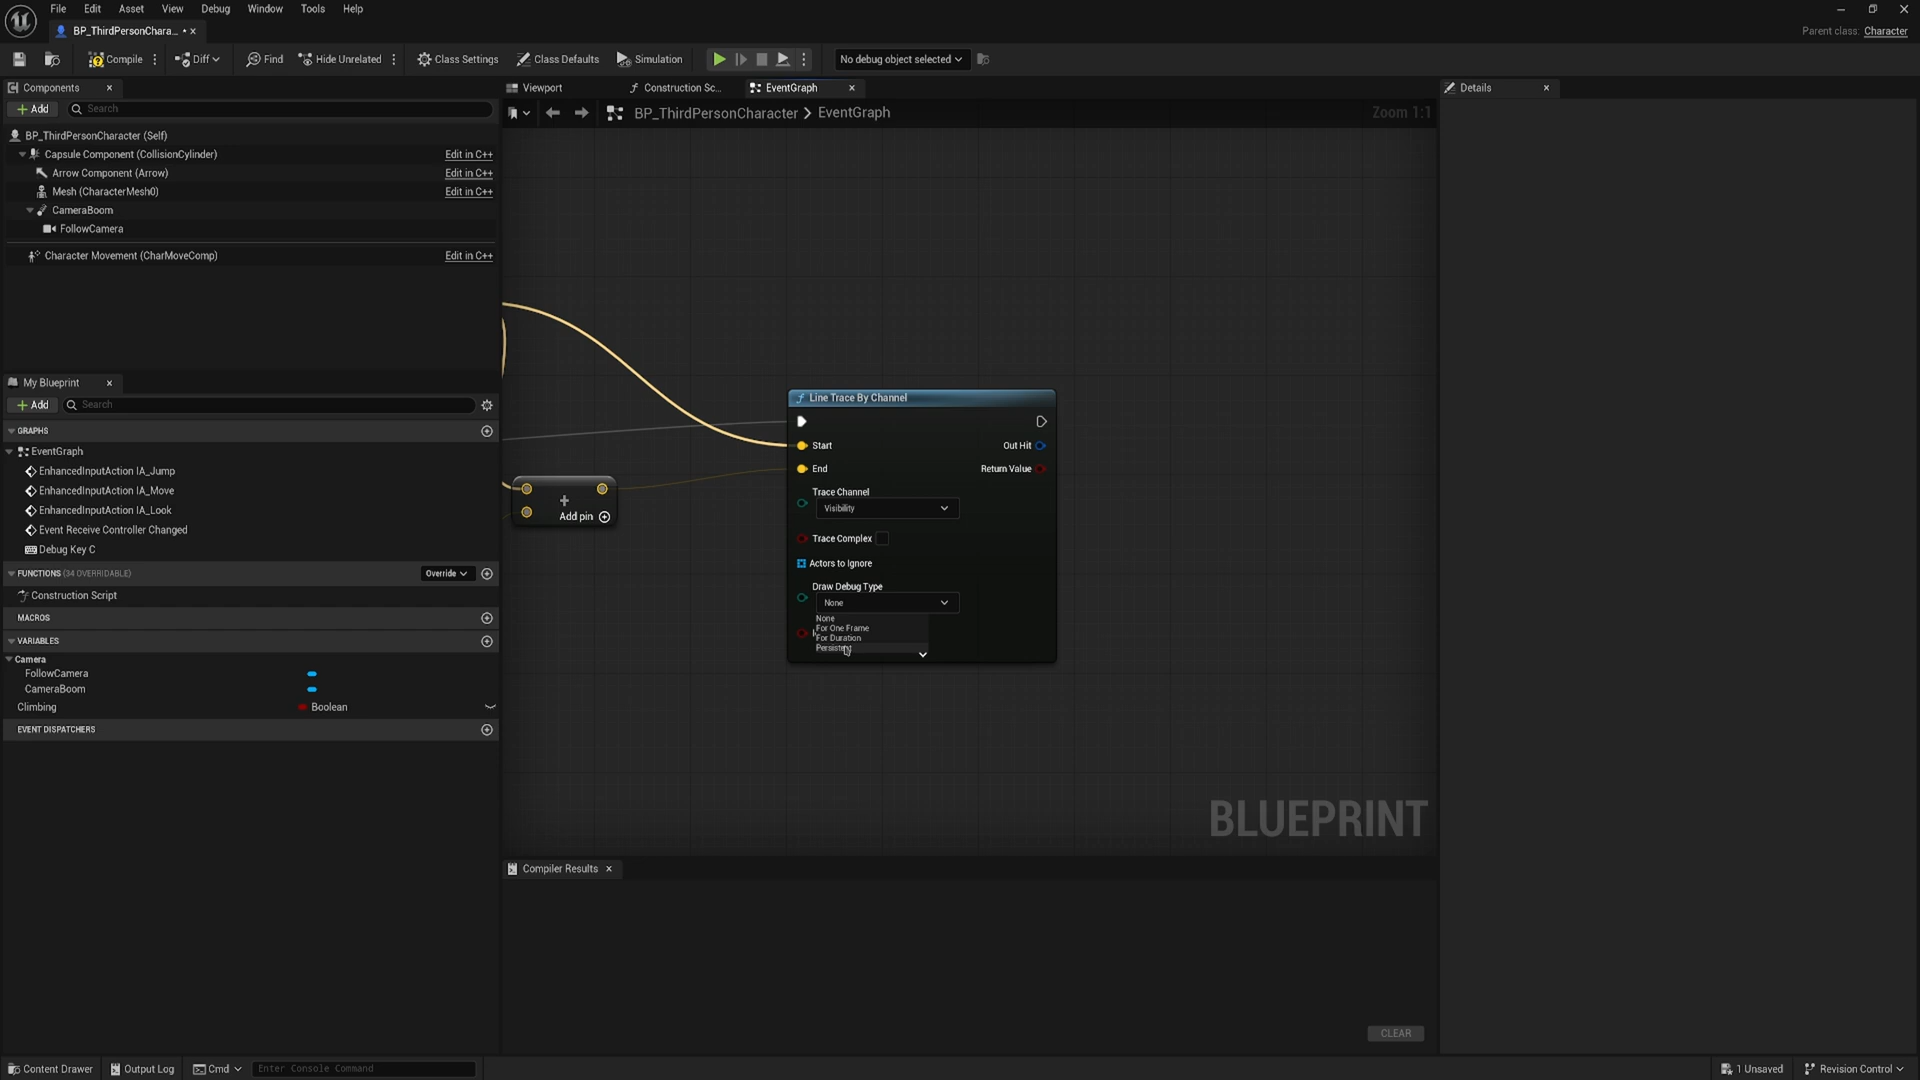 File Edit Asset View Debug Window Tools Help
BP_ThirdPersonChara...
Parent class: Character
Compile Diff Find Hide Unrelated Class Settings Class Defaults Simulation No debug object selected
Components
Viewport Construction Sc... EventGraph Details
Add Search
BP_ThirdPersonCharacter > EventGraph Zoom 1:1
BP_ThirdPersonCharacter (Self)
Capsule Component (CollisionCylinder) Edit in C++
Arrow Component (Arrow) Edit in C++
Mesh (CharacterMesh0) Edit in C++
CameraBoom
FollowCamera
Character Movement (CharMoveComp) Edit in C++
My Blueprint
Add Search
GRAPHS
EventGraph
EnhancedInputAction IA_Jump
EnhancedInputAction IA_Move
EnhancedInputAction IA_Look
Event Receive Controller Changed
Debug Key C
FUNCTIONS (34 OVERRIDABLE) Override
Construction Script
MACROS
VARIABLES
Camera
FollowCamera
CameraBoom
Climbing Boolean
EVENT DISPATCHERS
Add pin
Line Trace By Channel
Start Out Hit
End Return Value
Trace Channel
Visibility
Trace Complex
Actors to Ignore
Draw Debug Type
None
None
For One Frame
For Duration
Persistent
BLUEPRINT
Compiler Results
CLEAR
Content Drawer Output Log Cmd Enter Console Command 1 Unsaved Revision Control